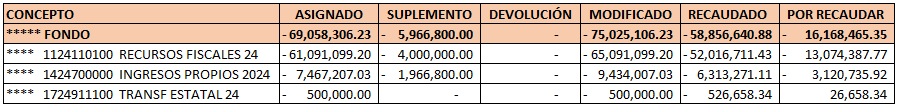 CONCEPTO ASIGNADO SUPLEMENTO DEVOLUCIÓN MODIFICADO RECAUDADO POR RECAUDAR
***** FONDO - 69,058,306.23 - 5,966,800.00 - - 75,025,106.23 - 58,856,640.88 - 16,168,465.35
**** 1124110100 RECURSOS FISCALES 24 - 61,091,099.20 - 4,000,000.00 - - 65,091,099.20 - 52,016,711.43 - 13,074,387.77
**** 1424700000 INGRESOS PROPIOS 2024 - 7,467,207.03 - 1,966,800.00 - - 9,434,007.03 - 6,313,271.11 - 3,120,735.92
**** 1724911100 TRANSF ESTATAL 24 - 500,000.00 - - - 500,000.00 - 526,658.34 26,658.34